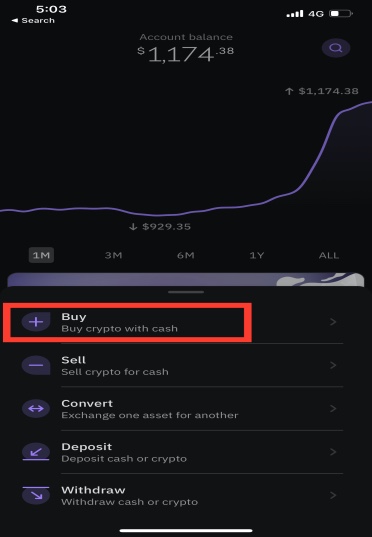 5:03
4G
◄ Search
Account balance
$1,174.38
↑ $1,174.38
↓ $929.35
1M 3M 6M 1Y ALL
Buy
Buy crypto with cash
Sell
Sell crypto for cash
Convert
Exchange one asset for another
Deposit
Deposit cash or crypto
Withdraw
Withdraw cash or crypto